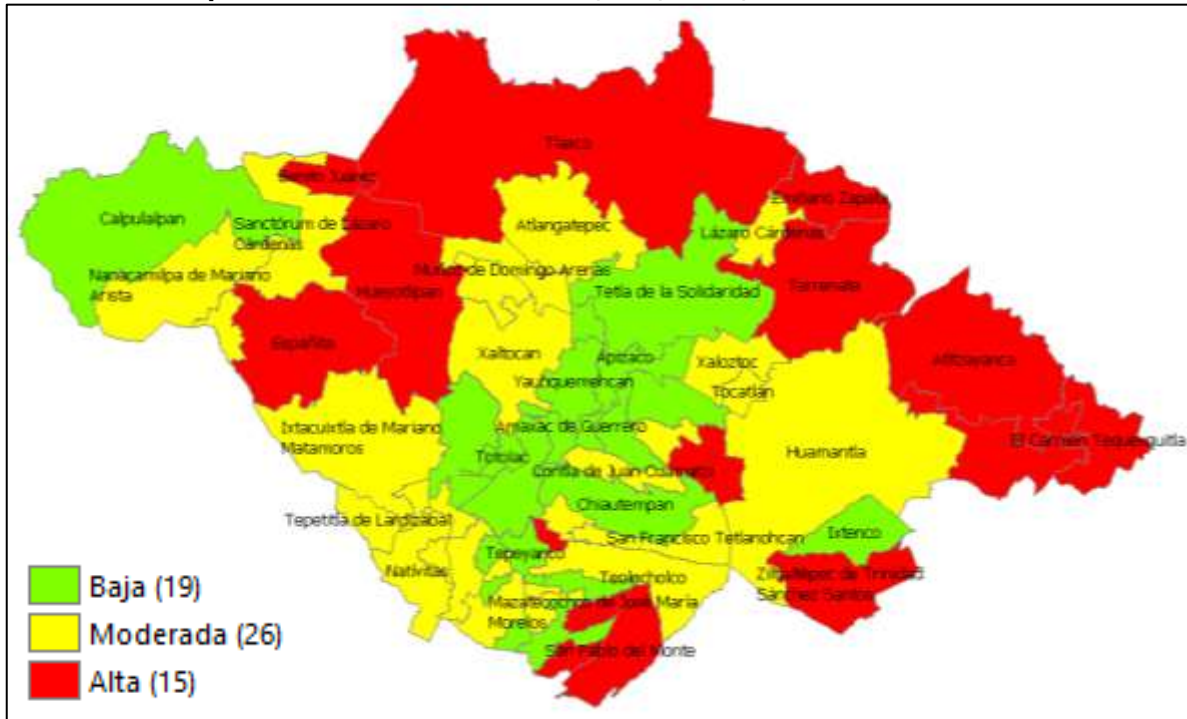 Tlaxco
Benito Juárez
Emiliano Zapata
Calpulalpan
Sanctórum de Lázaro
Cárdenas
Atlangatepec
Lázaro Cárdenas
Nanacamilpa de Mariano
Arista
Muñoz de Domingo Arenas
Hueyotlipan
Tetla de la Solidaridad
Terrenate
Españita
Xaltocan
Apizaco
Xaloztoc
Altzayanca
Yauhquemehcan
Tocatlán
Ixtacuixtla de Mariano
Matamoros
Amaxac de Guerrero
El Carmen Tequexquitla
Totolac
Contla de Juan Cuamatzi
Huamantla
Chiautempan
Tepetitla de Lardizábal
San Francisco Tetlanohcan
Ixtenco
Tepeyanco
Nativitas
Teolocholco
Ziltlaltépec de Trinidad
Sánchez Santos
Mazatecochco de José María
Morelos
San Pablo del Monte
Baja (19)
Moderada (26)
Alta (15)